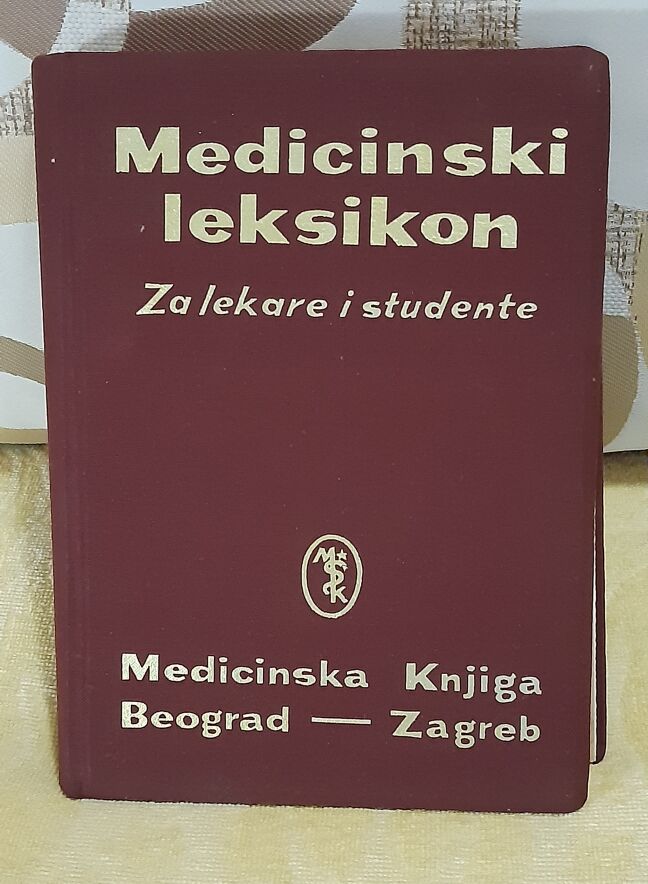 Medicinski
leksikon
Za lekare i studente
M
S
K
Medicinska Knjiga
Beograd — Zagreb